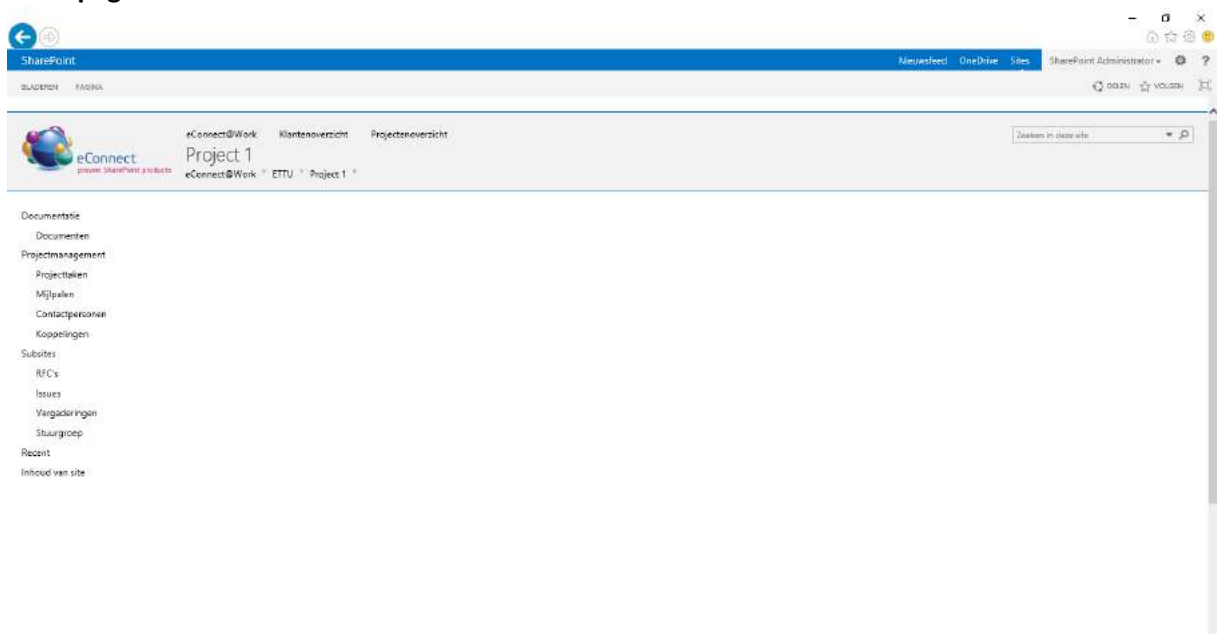 SharePoint
Nieuwsfeed OneDrive Sites SharePoint Administrator ?
BLADEREN PAGINA
DELEN VOLGEN
eConnect@Work Klantenoverzicht Projectenoverzicht
Zoeken in deze site
eConnect
proven SharePoint products
Project 1
eConnect@Work ETTU Project 1
Documentatie
Documenten
Projectmanagement
Projecttaken
Mijlpalen
Contactpersonen
Koppelingen
Subsites
RFC's
Issues
Vergaderingen
Stuurgroep
Recent
Inhoud van site